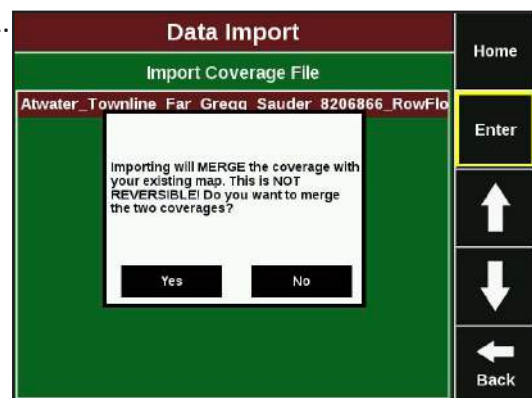 ..
Data Import
Import Coverage File
Atwater_Townline_Far_Gregg_Sauder_8206866_RowFlo
Importing will MERGE the coverage with
your existing map. This is NOT
REVERSIBLE! Do you want to merge
the two coverages?
Yes
No
Home
Enter
Back